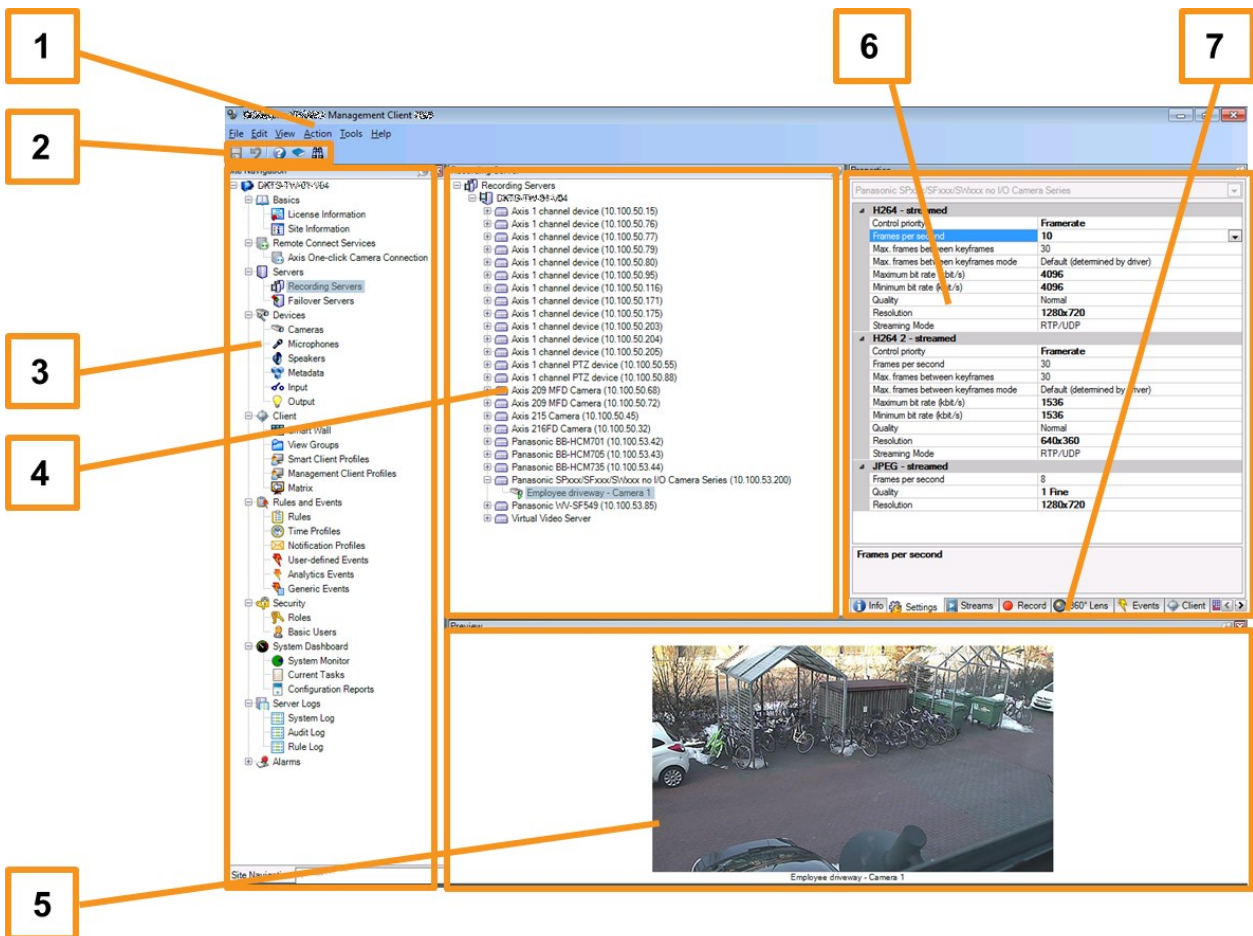 1
6
7
2
3
4
5
Management Client
File Edit View Action Tools Help
Site Navigation
Basics
License Information
Site Information
Remote Connect Services
Axis One-click Camera Connection
Servers
Recording Servers
Failover Servers
Devices
Cameras
Microphones
Speakers
Metadata
Input
Output
Client
Smart Wall
View Groups
Smart Client Profiles
Management Client Profiles
Matrix
Rules and Events
Rules
Time Profiles
Notification Profiles
User-defined Events
Analytics Events
Generic Events
Security
Roles
Basic Users
System Dashboard
System Monitor
Current Tasks
Configuration Reports
Server Logs
System Log
Audit Log
Rule Log
Alarms
Site Navigation
Recording Server
Recording Servers
Axis 1 channel device (10.100.50.15)
Axis 1 channel device (10.100.50.76)
Axis 1 channel device (10.100.50.77)
Axis 1 channel device (10.100.50.79)
Axis 1 channel device (10.100.50.80)
Axis 1 channel device (10.100.50.95)
Axis 1 channel device (10.100.50.116)
Axis 1 channel device (10.100.50.171)
Axis 1 channel device (10.100.50.175)
Axis 1 channel device (10.100.50.203)
Axis 1 channel device (10.100.50.204)
Axis 1 channel device (10.100.50.205)
Axis 1 channel PTZ device (10.100.50.55)
Axis 1 channel PTZ device (10.100.50.88)
Axis 209 MFD Camera (10.100.50.68)
Axis 209 MFD Camera (10.100.50.72)
Axis 215 Camera (10.100.50.45)
Axis 216FD Camera (10.100.50.32)
Panasonic BB-HCM701 (10.100.53.42)
Panasonic BB-HCM705 (10.100.53.43)
Panasonic BB-HCM735 (10.100.53.44)
Panasonic SPxxx/SFxxx/SWxxx no I/O Camera Series (10.100.53.200)
Employee driveway - Camera 1
Panasonic WV-SF549 (10.100.53.85)
Virtual Video Server
Properties
Panasonic SPxxx/SFxxx/SWxxx no I/O Camera Series
H264 - streamed
Control priority Framerate
Frames per second 10
Max. frames between keyframes 30
Max. frames between keyframes mode Default (determined by driver)
Maximum bit rate (kbit/s) 4096
Minimum bit rate (kbit/s) 4096
Quality Normal
Resolution 1280x720
Streaming Mode RTP/UDP
H264 2 - streamed
Control priority Framerate
Frames per second 30
Max. frames between keyframes 30
Max. frames between keyframes mode Default (determined by driver)
Maximum bit rate (kbit/s) 1536
Minimum bit rate (kbit/s) 1536
Quality Normal
Resolution 640x360
Streaming Mode RTP/UDP
JPEG - streamed
Frames per second 8
Quality 1 Fine
Resolution 1280x720
Frames per second
Info Settings Streams Record 360° Lens Events Client
Preview
Employee driveway - Camera 1